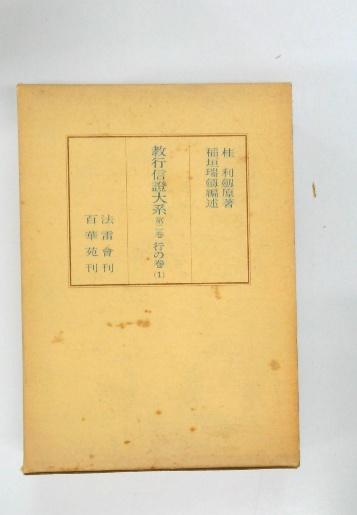 桂 利劔原著
稲垣瑞劔編述
教行信證大系 第二巻 行の巻(1)
法雷會刊
百華苑刊